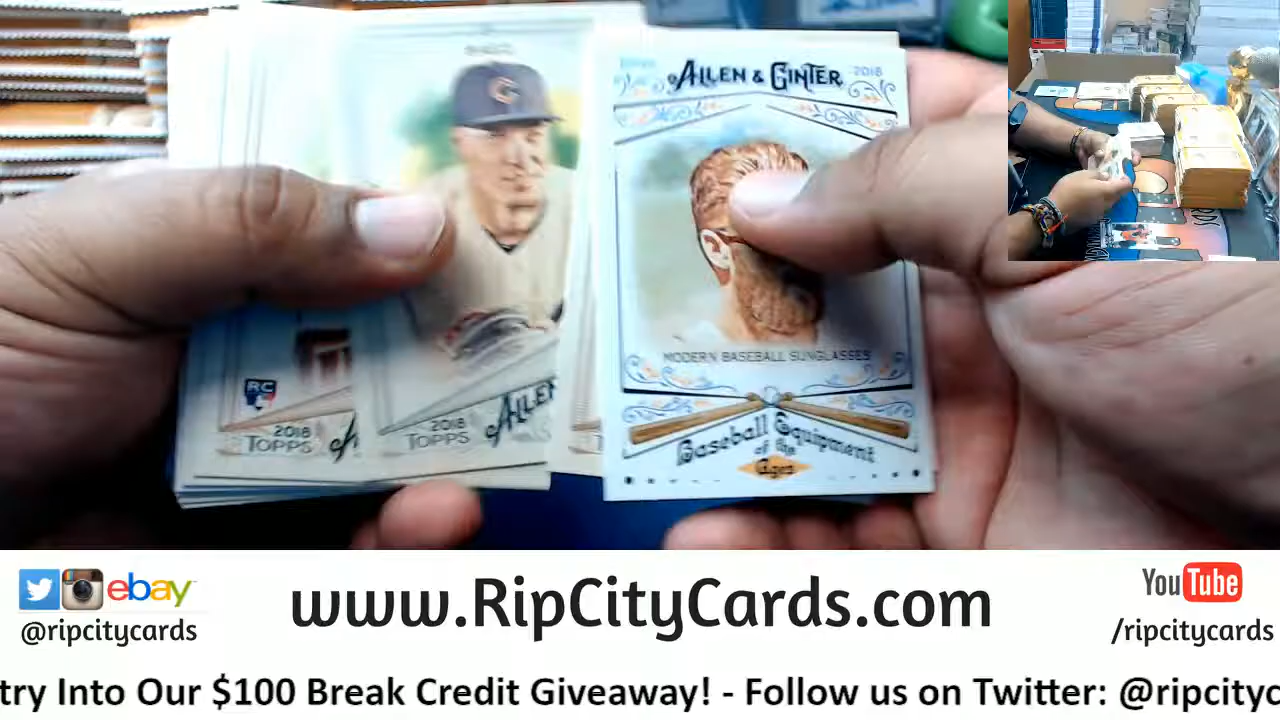 ALLEN & GINTER 2018
C
MODERN BASEBALL SUNGLASSES
Baseball Equipment
of the
Ages
RC
2018
TOPPS
2018
TOPPS ALLEN
ebay
@ripcitycards
www.RipCityCards.com
YouTube
/ripcitycards
try Into Our $100 Break Credit Giveaway! - Follow us on Twitter: @ripcityc